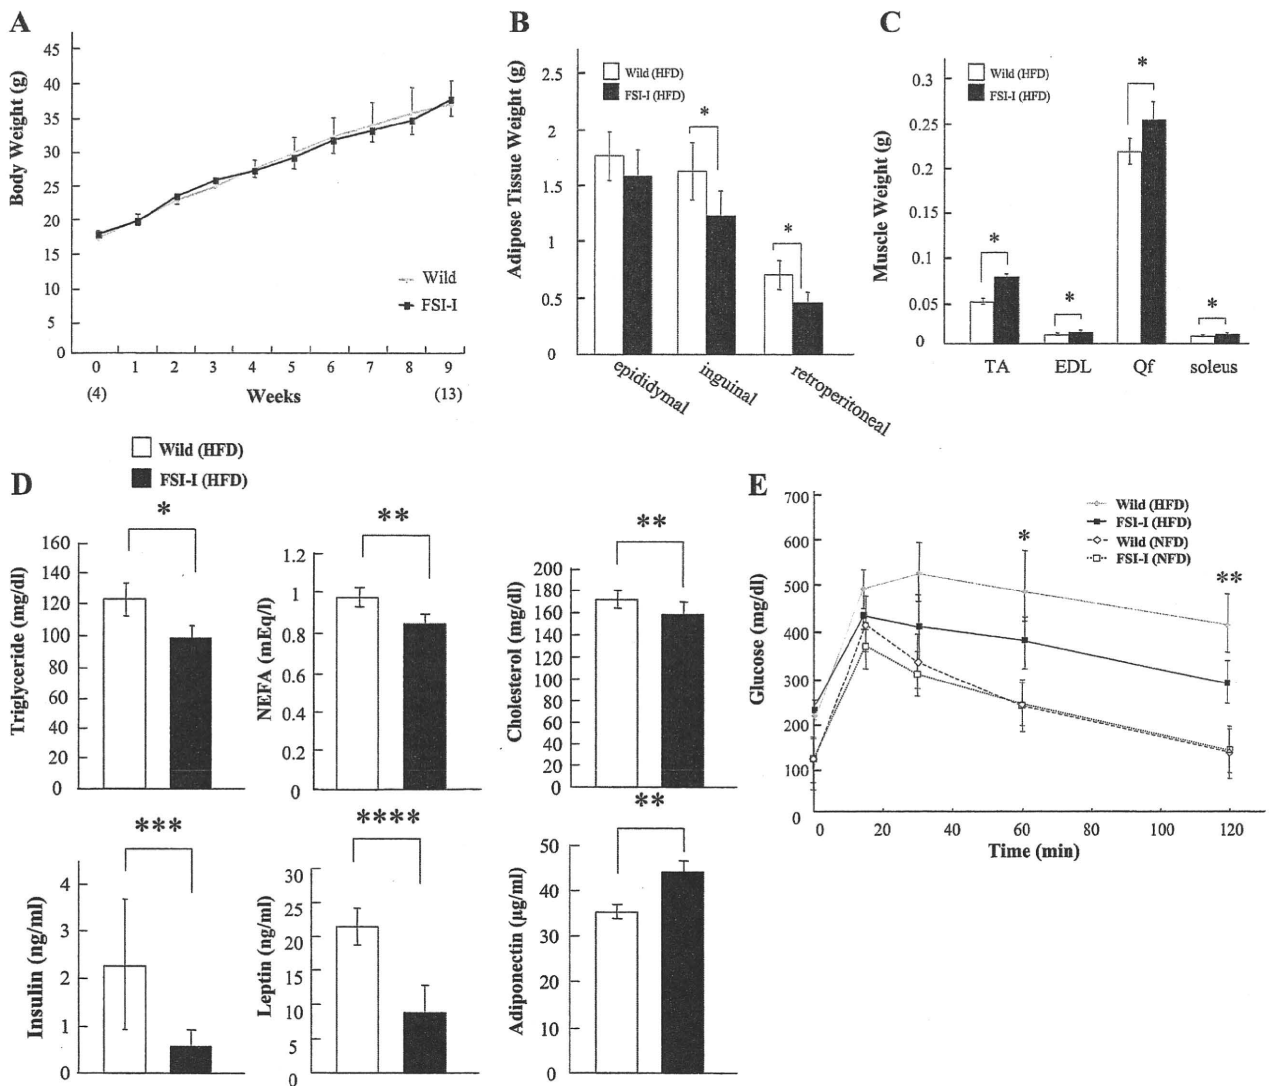 A
Body Weight (g)
45
40
35
30
25
20
15
10
5
0
Wild
FSI-I
0 1 2 3 4 5 6 7 8 9
(4) Weeks (13)
B
Adipose Tissue Weight (g)
2.5
2
1.5
1
0.5
0
Wild (HFD)
FSI-I (HFD)
*
*
epididymal
inguinal
retroperitoneal
C
Muscle Weight (g)
0.3
0.2
0.15
0.1
0.05
0
Wild (HFD)
FSI-I (HFD)
*
*
*
*
TA EDL Qf soleus
D
Wild (HFD)
FSI-I (HFD)
*
Triglyceride (mg/dl)
160
140
120
100
80
60
40
20
0
**
NEFA (mEq/l)
1.2
1
0.8
0.6
0.4
0.2
0
**
Cholesterol (mg/dl)
200
180
160
140
120
100
80
60
40
20
0
***
Insulin (ng/ml)
4
3
2
1
0
****
Leptin (ng/ml)
30
25
20
15
10
5
0
**
Adiponectin (µg/ml)
50
40
30
20
10
0
E
Glucose (mg/dl)
700
600
500
400
300
200
100
0
Wild (HFD)
FSI-I (HFD)
Wild (NFD)
FSI-I (NFD)
*
**
0 20 40 60 80 100 120
Time (min)